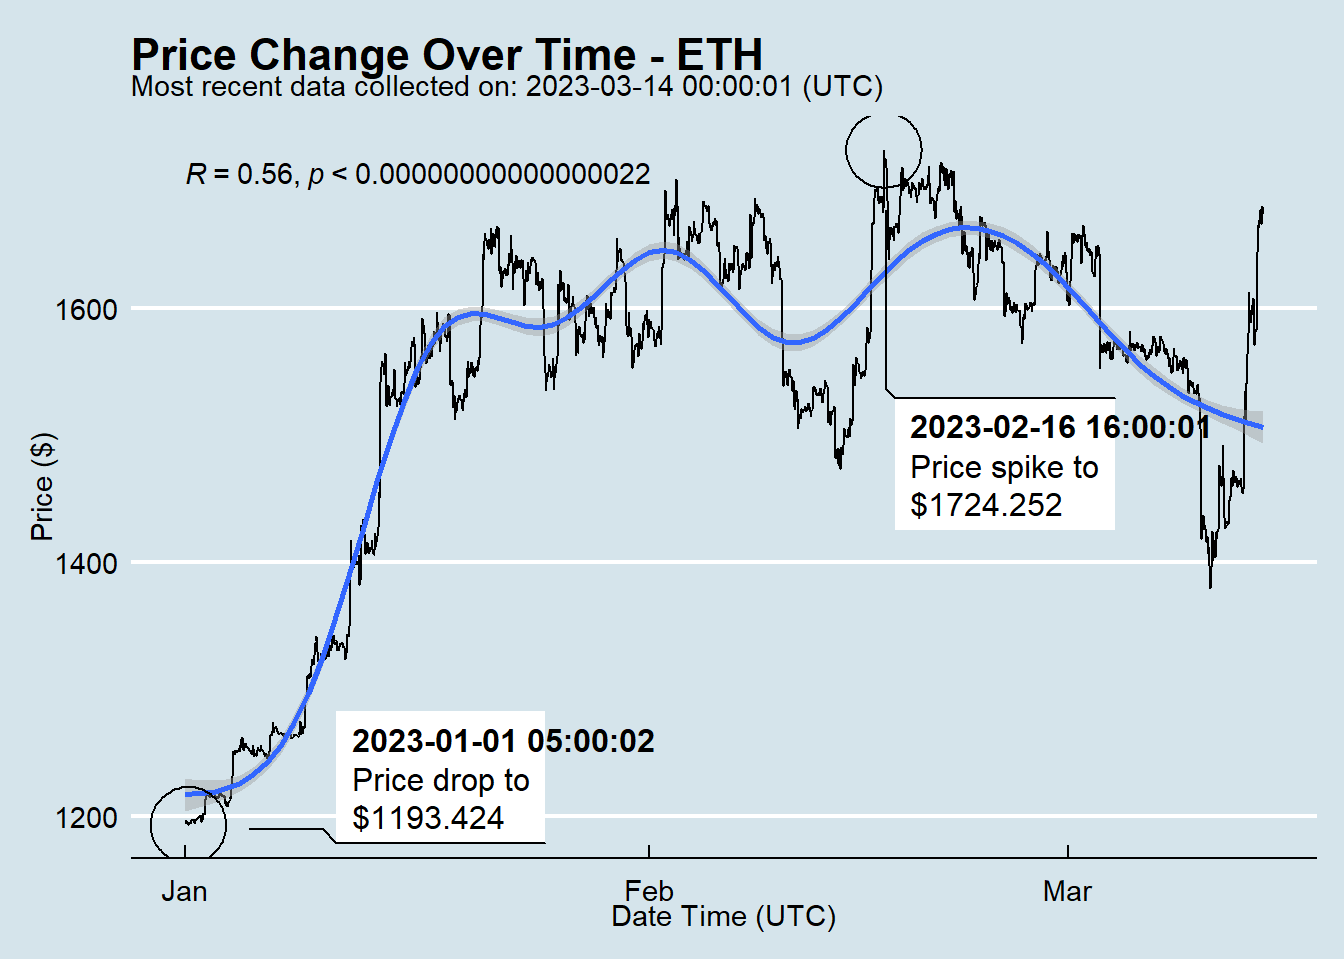 Price Change Over Time - ETH
Most recent data collected on: 2023-03-14 00:00:01 (UTC)
R = 0.56, p < 0.00000000000000022
1600
2023-02-16 16:00:01
Price spike to
$1724.252
Price ($)
1400
2023-01-01 05:00:02
Price drop to
$1193.424
1200
Jan
Feb
Mar
Date Time (UTC)